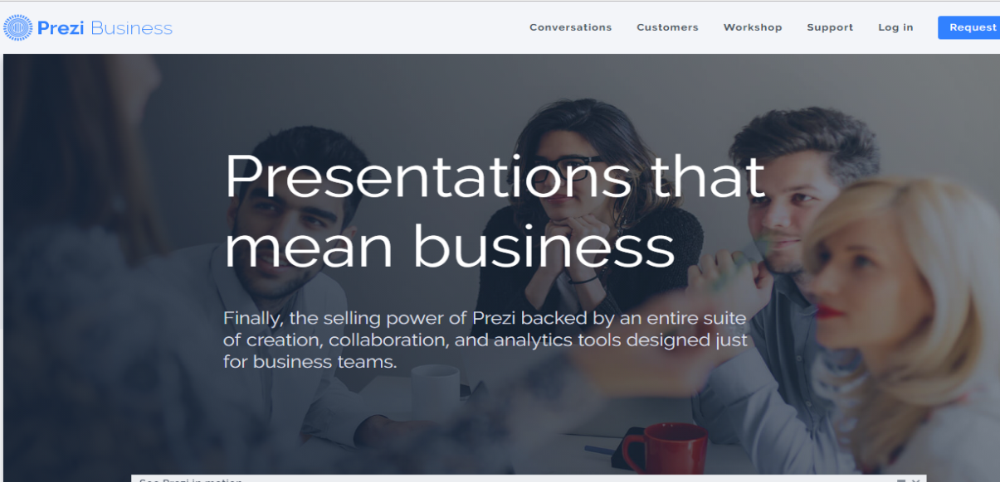 Prezi Business
Conversations Customers Workshop Support Log in Request
Presentations that
mean business
Finally, the selling power of Prezi backed by an entire suite
of creation, collaboration, and analytics tools designed just
for business teams.
See Prezi in motion